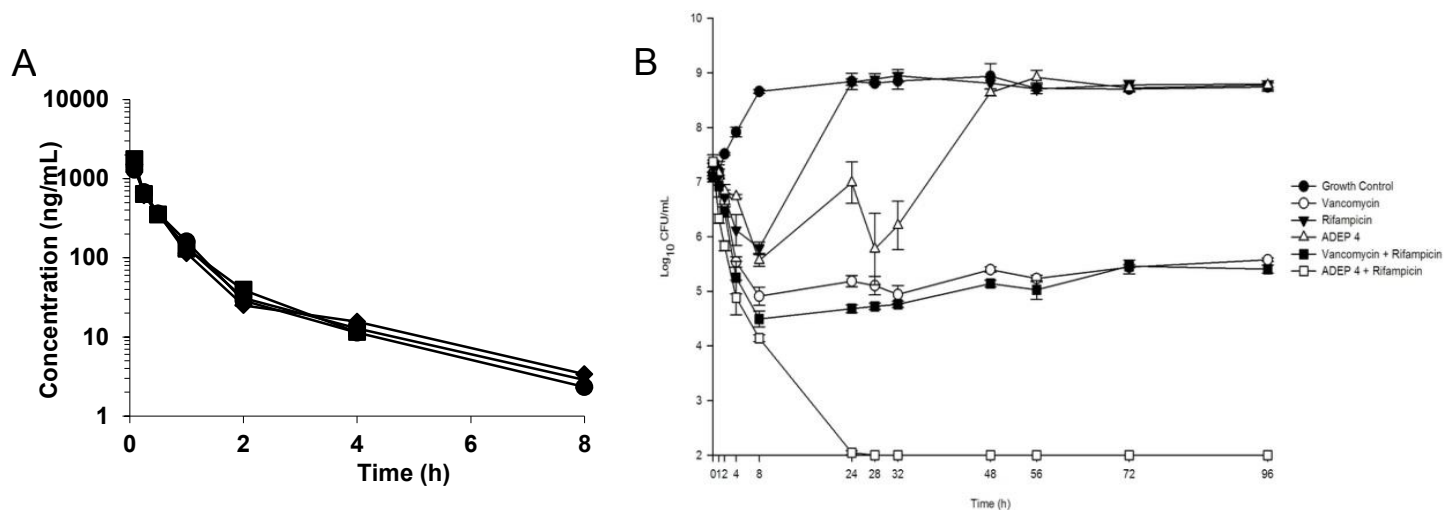 A
Concentration (ng/mL)
10000
1000
100
10
1
0
2
4
6
8
Time (h)
B
Log10 CFU/mL
10
9
8
7
6
5
4
3
2
0 1 2 4 8 24 28 32 48 56 72 96
Time (h)
Growth Control
Vancomycin
Rifampicin
ADEP 4
Vancomycin + Rifampicin
ADEP 4 + Rifampicin